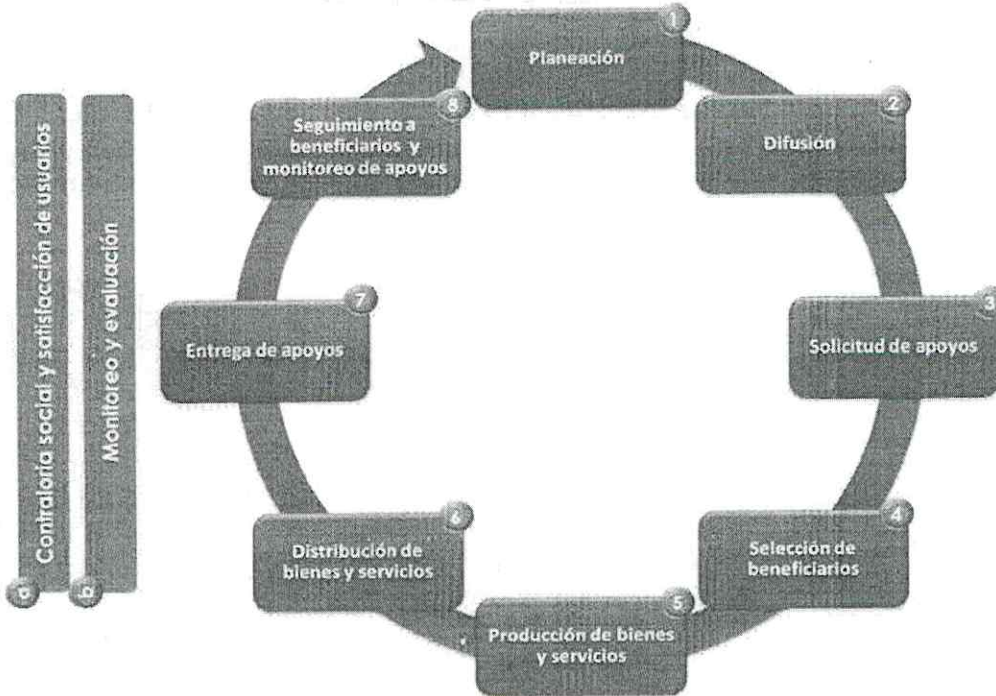 1
Planeación
2
Difusión
3
Solicitud de apoyos
4
Selección de
beneficiarios
5
Producción de bienes
y servicios
6
Distribución de
bienes y servicios
7
Entrega de apoyos
8
Seguimiento a
beneficiarios y
monitoreo de apoyos
a
Contraloría social y satisfacción de usuarios
b
Monitoreo y evaluación